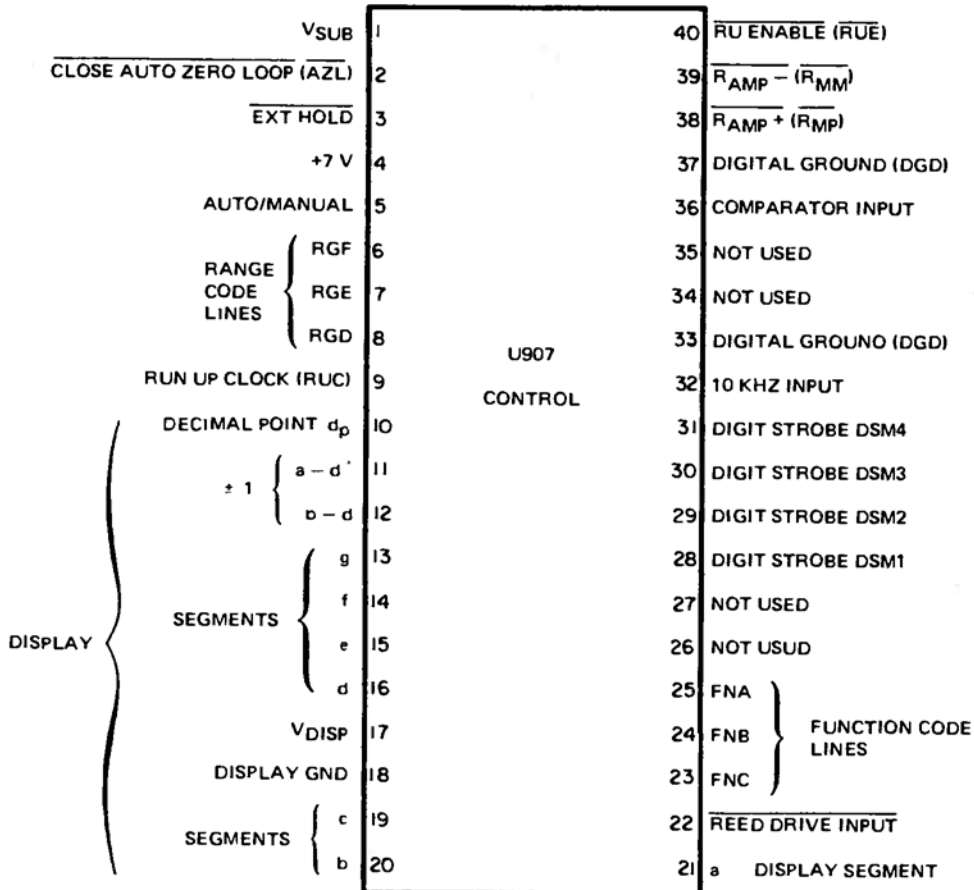 VSUB 1
CLOSE AUTO ZERO LOOP (AZL) 2
EXT HOLD 3
+7 V 4
AUTO/MANUAL 5
RANGE CODE LINES
RGF 6
RGE 7
RGD 8
RUN UP CLOCK (RUC) 9
DISPLAY
DECIMAL POINT dp 10
± 1
a – d 11
b – d 12
SEGMENTS
g 13
f 14
e 15
d 16
VDISP 17
DISPLAY GND 18
SEGMENTS
c 19
b 20
U907
CONTROL
40 RU ENABLE (RUE)
39 RAMP – (RMM)
38 RAMP + (RMP)
37 DIGITAL GROUND (DGD)
36 COMPARATOR INPUT
35 NOT USED
34 NOT USED
33 DIGITAL GROUNO (DGD)
32 10 KHZ INPUT
31 DIGIT STROBE DSM4
30 DIGIT STROBE DSM3
29 DIGIT STROBE DSM2
28 DIGIT STROBE DSM1
27 NOT USED
26 NOT USUD
25 FNA
24 FNB
23 FNC
FUNCTION CODE
LINES
22 REED DRIVE INPUT
21 a DISPLAY SEGMENT